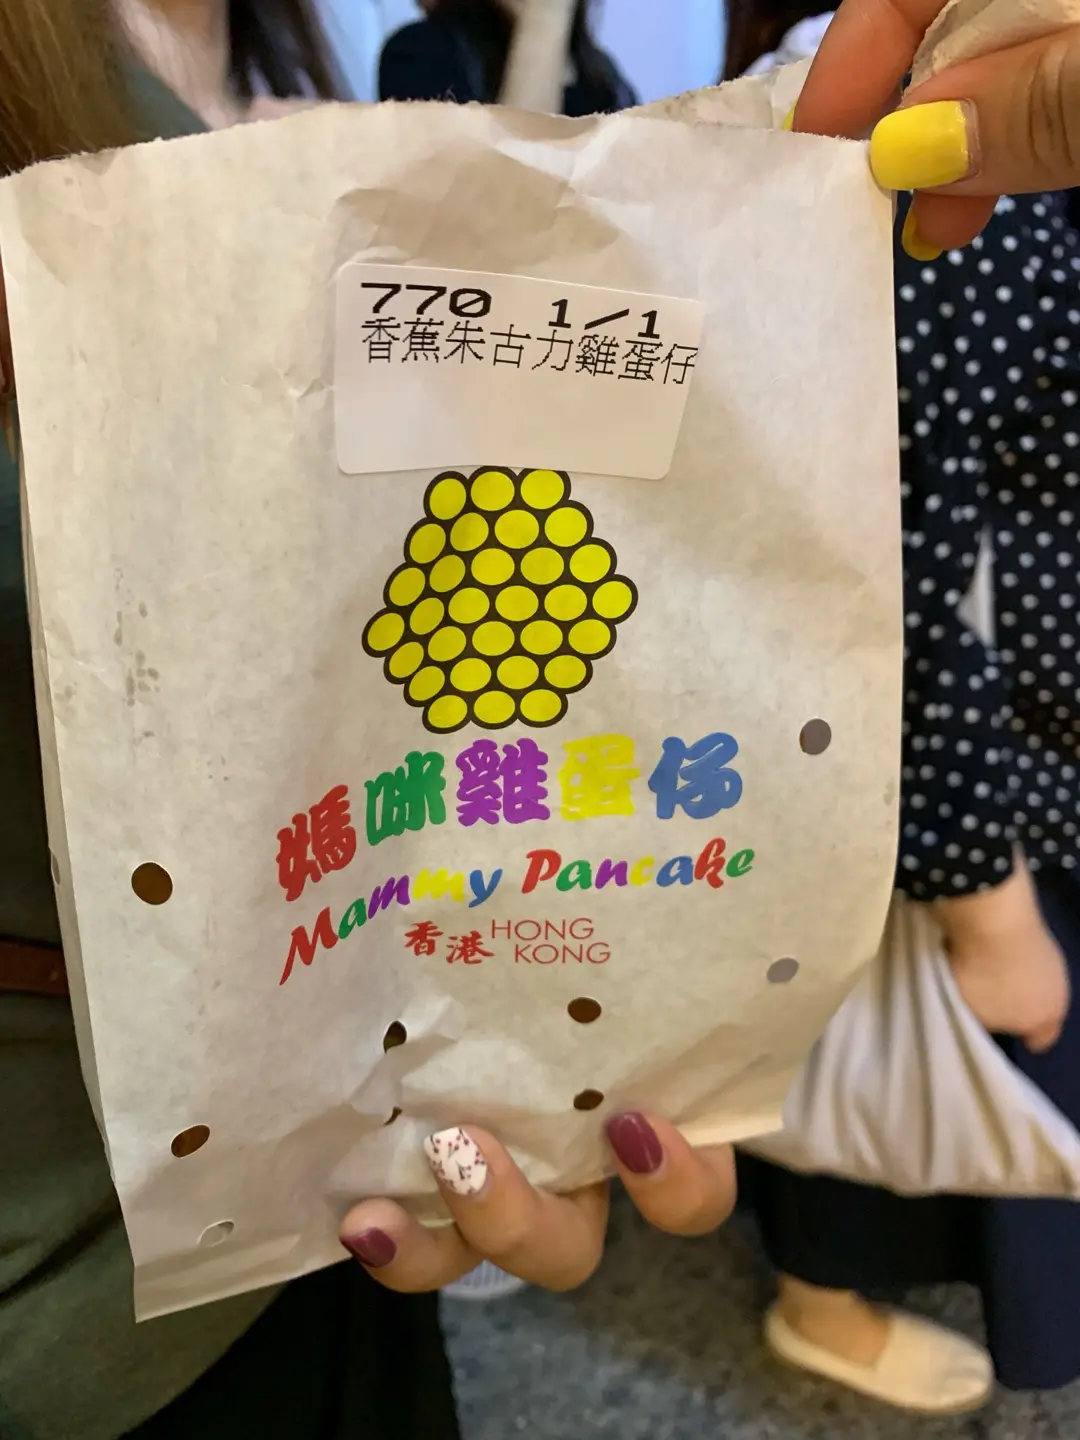 770 1/1
香蕉朱古力雞蛋仔
媽咪雞蛋仔
Mammy Pancake
香港 HONG KONG